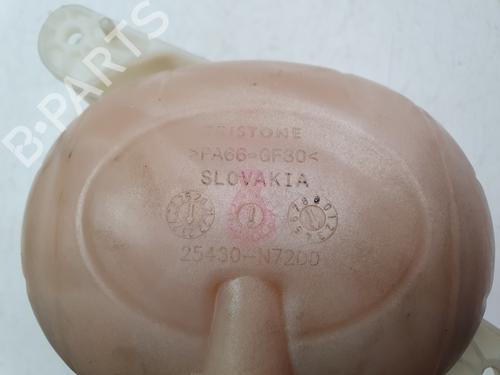 B-PARTS
TRISTONE
>PA66-GF30<
SLOVAKIA
25430-N7200